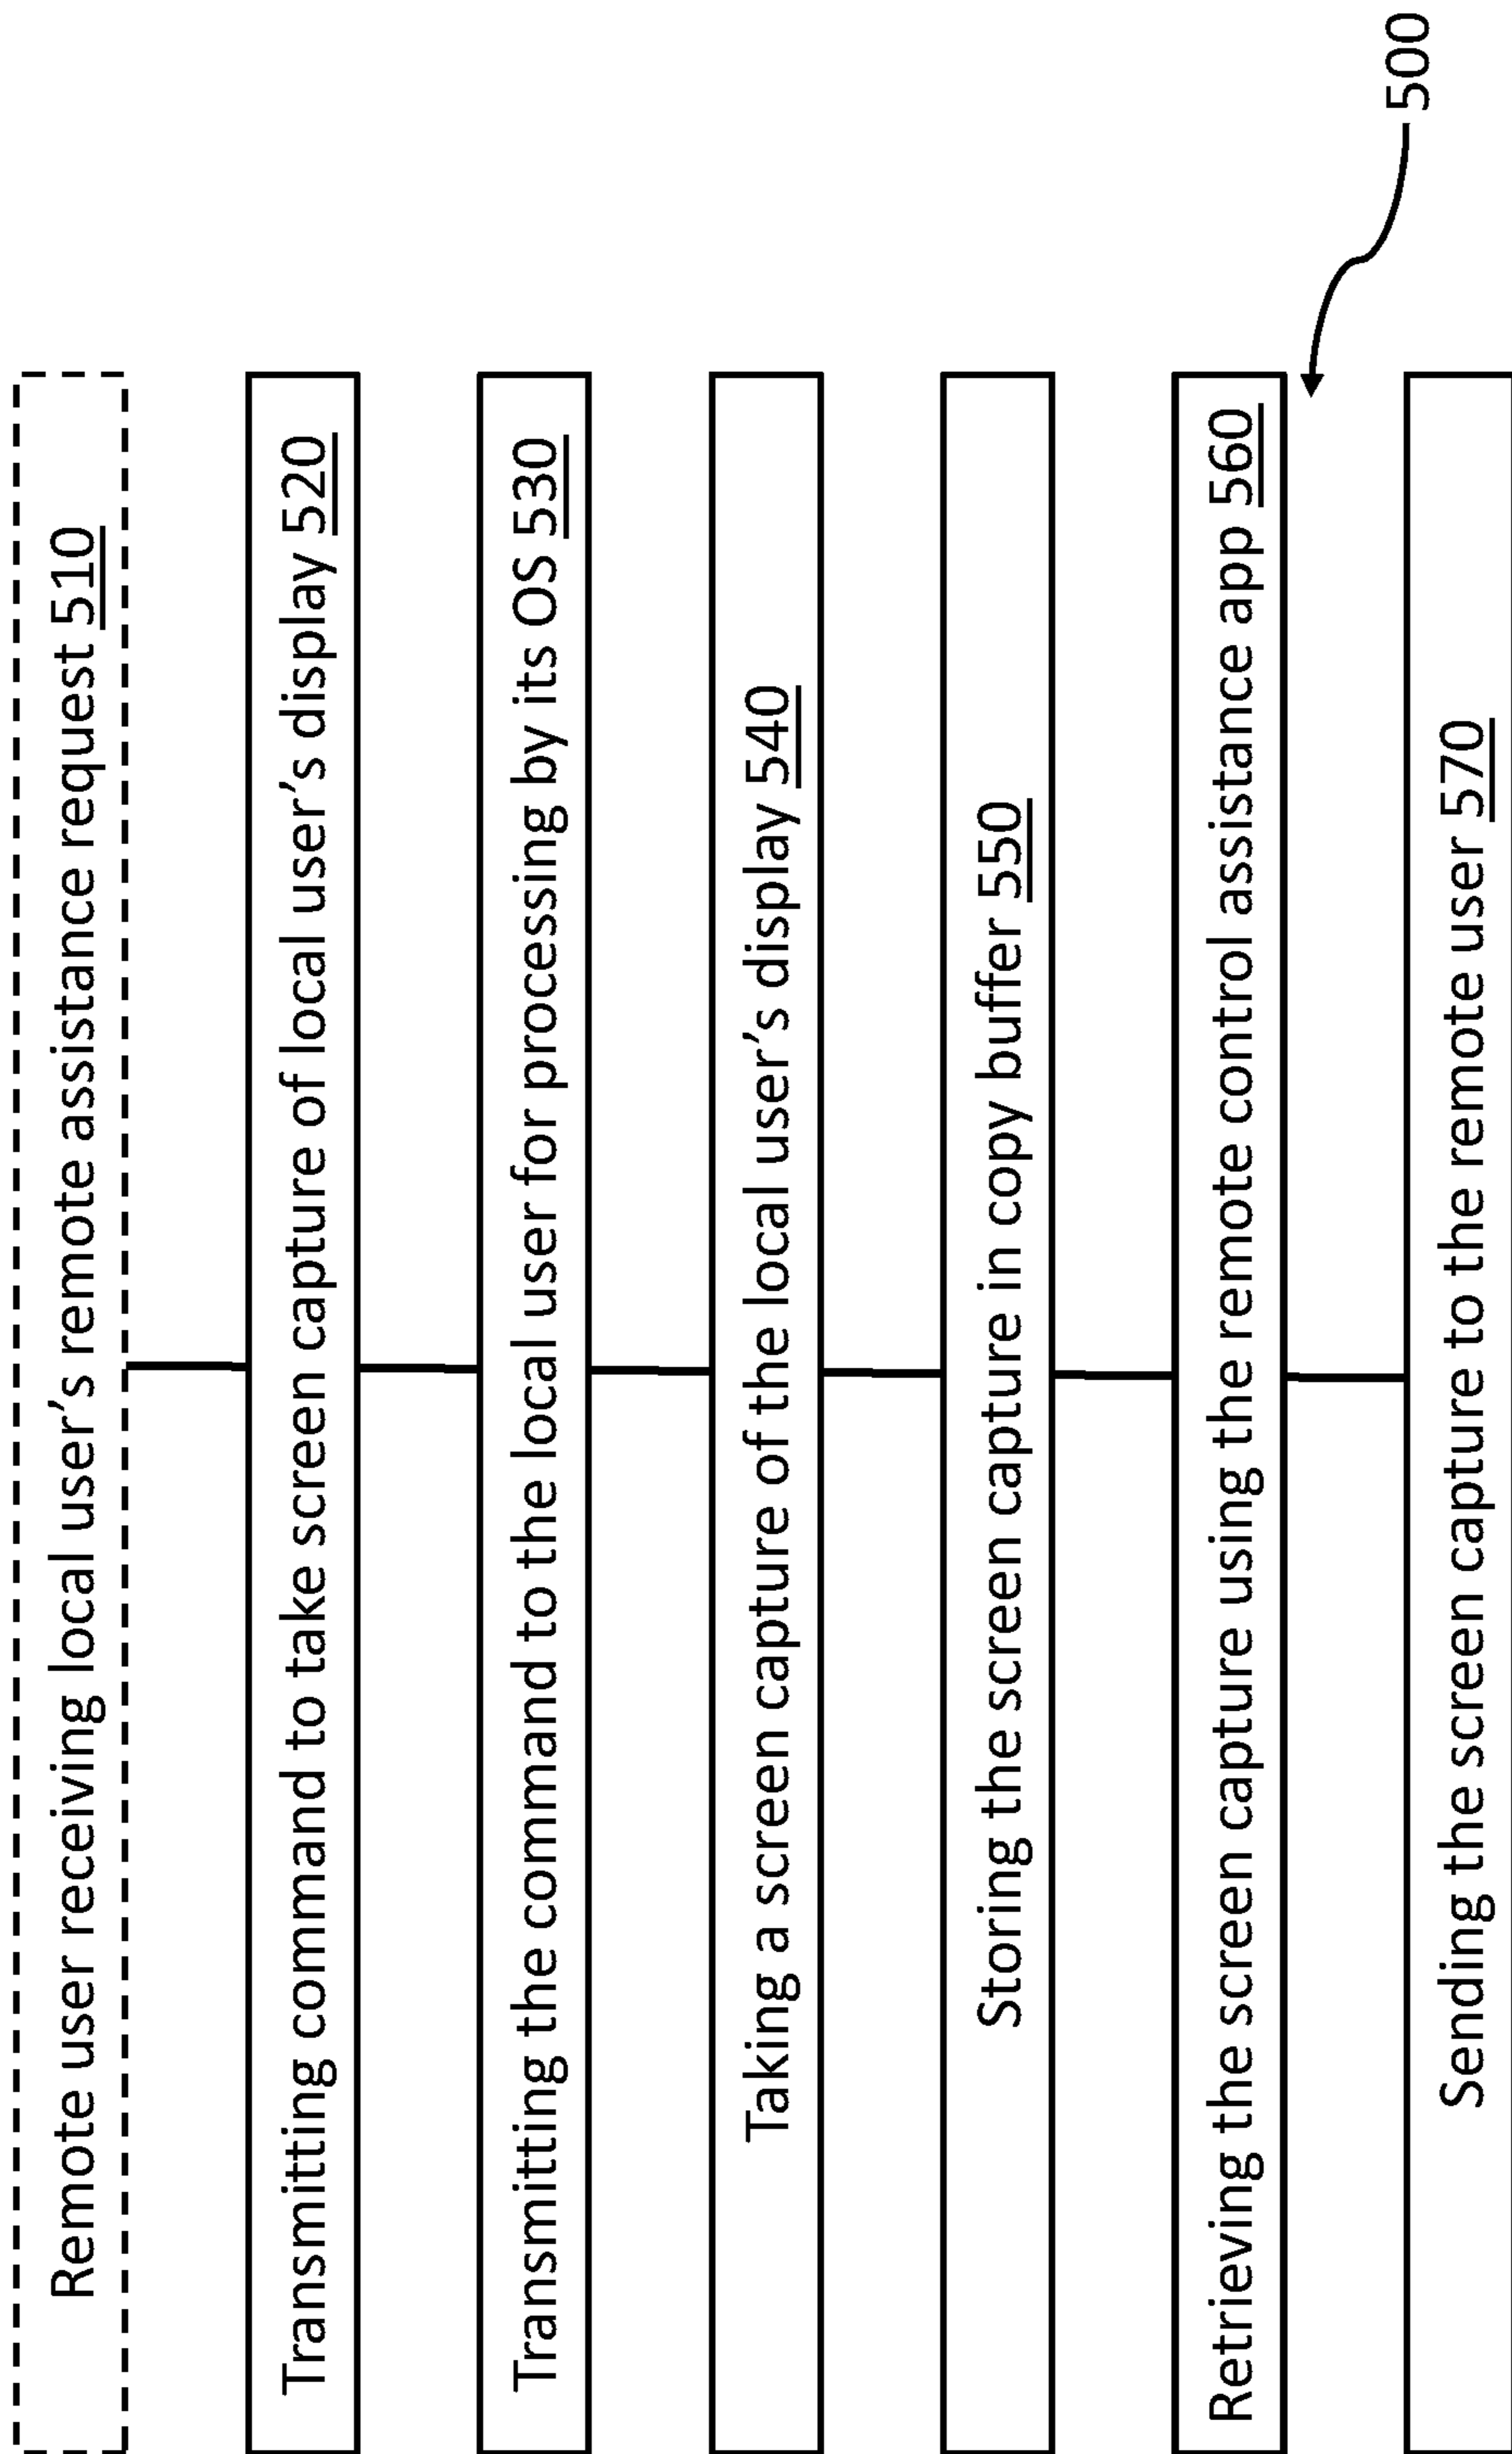 Remote user receiving local user's remote assistance request 510
Transmitting command to take screen capture of local user's display 520
Transmitting the command to the local user for processing by its OS 530
Taking a screen capture of the local user's display 540
Storing the screen capture in copy buffer 550
Retrieving the screen capture using the remote control assistance app 560
500
Sending the screen capture to the remote user 570